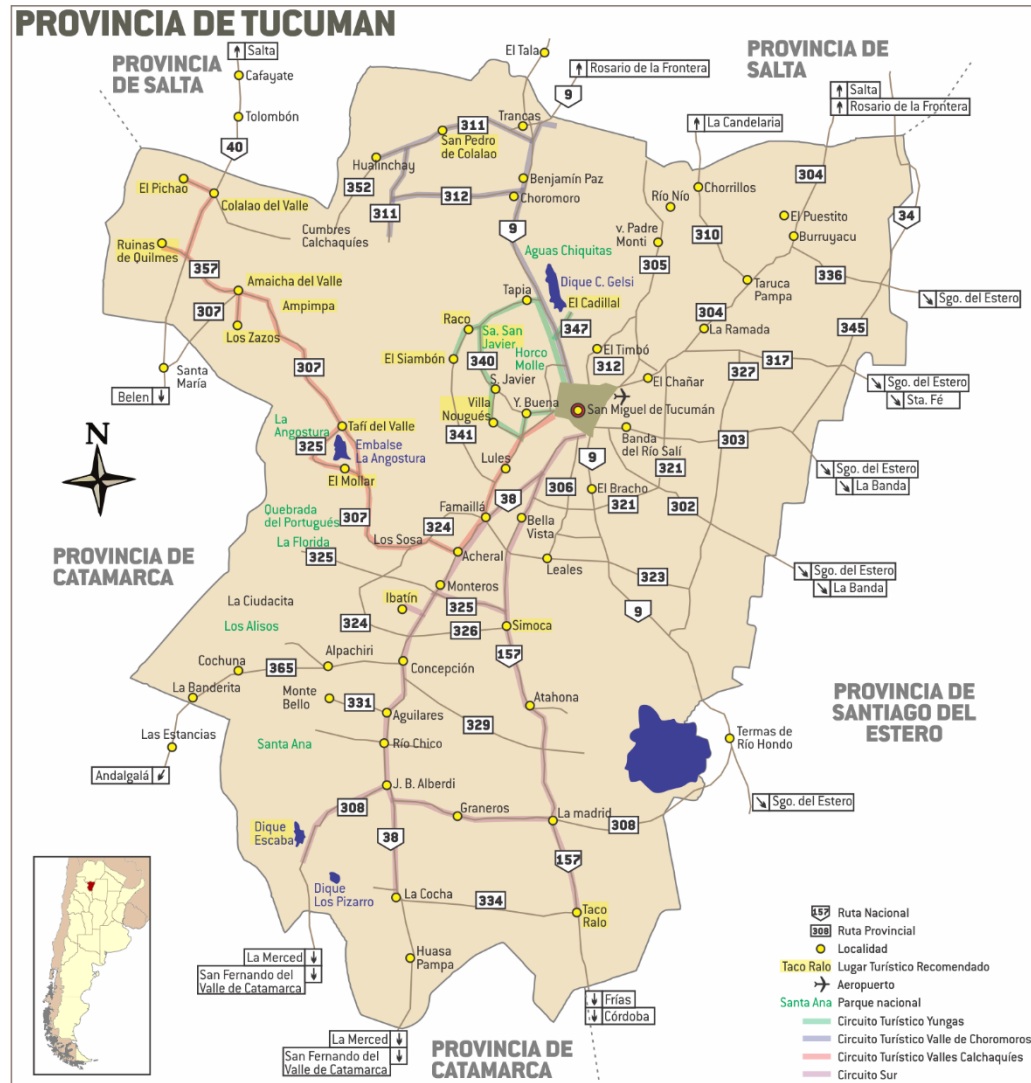 PROVINCIA DE TUCUMAN
El Tala
Salta
PROVINCIA
DE SALTA
Cafayate
Rosario de la Frontera
PROVINCIA DE
SALTA
Salta
Rosario de la Frontera
9
Tolombón
Trancas
311
San Pedro
de Colalao
La Candelaria
40
Hualinchay
352
Benjamín Paz
304
El Pichao
Colalao del Valle
312
Choromoro
Chorrillos
Río Nío
311
34
El Puestito
Cumbres
Calchaquíes
9
310
Burruyacu
v. Padre
Monti
Ruinas
de Quilmes
357
Aguas Chiquitas
305
336
Amaicha del Valle
Dique C. Gelsi
Taruca
Pampa
Sgo. del Estero
307
Ampimpa
Tapia
El Cadillal
304
345
Los Zazos
Raco
Sa. San
Javier
347
La Ramada
Horco
Molle
El Siambón
340
El Timbó
312
317
327
307
Santa
María
S. Javier
El Chañar
Sgo. del Estero
Sta. Fé
Belen
Villa
Nougués
Y. Buena
San Miguel de Tucumán
La
Angostura
Tafí del Valle
341
Banda
del Río Salí
303
N
325
Embalse
La Angostura
Lules
9
321
Sgo. del Estero
La Banda
El Mollar
38
306
El Bracho
321
302
Quebrada
del Portugués
307
324
Famaillá
Bella
Vista
PROVINCIA DE
CATAMARCA
La Florida
325
Los Sosa
Acheral
Leales
323
Sgo. del Estero
La Banda
Monteros
La Ciudacita
Ibatín
325
9
Los Alisos
324
326
Simoca
Alpachiri
157
Cochuna
365
Concepción
La Banderita
Monte
Bello
331
Aguilares
329
Atahona
PROVINCIA DE
SANTIAGO DEL
ESTERO
Las Estancias
Santa Ana
Río Chico
Termas de
Río Hondo
Andalgalá
J. B. Alberdi
308
Graneros
La madrid
308
Sgo. del Estero
Dique
Escaba
38
157
Dique
Los Pizarro
La Cocha
334
Taco
Ralo
157
Ruta Nacional
308
Ruta Provincial
Localidad
Huasa
Pampa
La Merced
San Fernando del
Valle de Catamarca
Taco Ralo
Lugar Turístico Recomendado
Aeropuerto
Frías
Córdoba
Santa Ana
Parque nacional
Circuito Turístico Yungas
Circuito Turístico Valle de Choromoros
La Merced
San Fernando del
Valle de Catamarca
PROVINCIA DE
CATAMARCA
Circuito Turístico Valles Calchaquíes
Circuito Sur